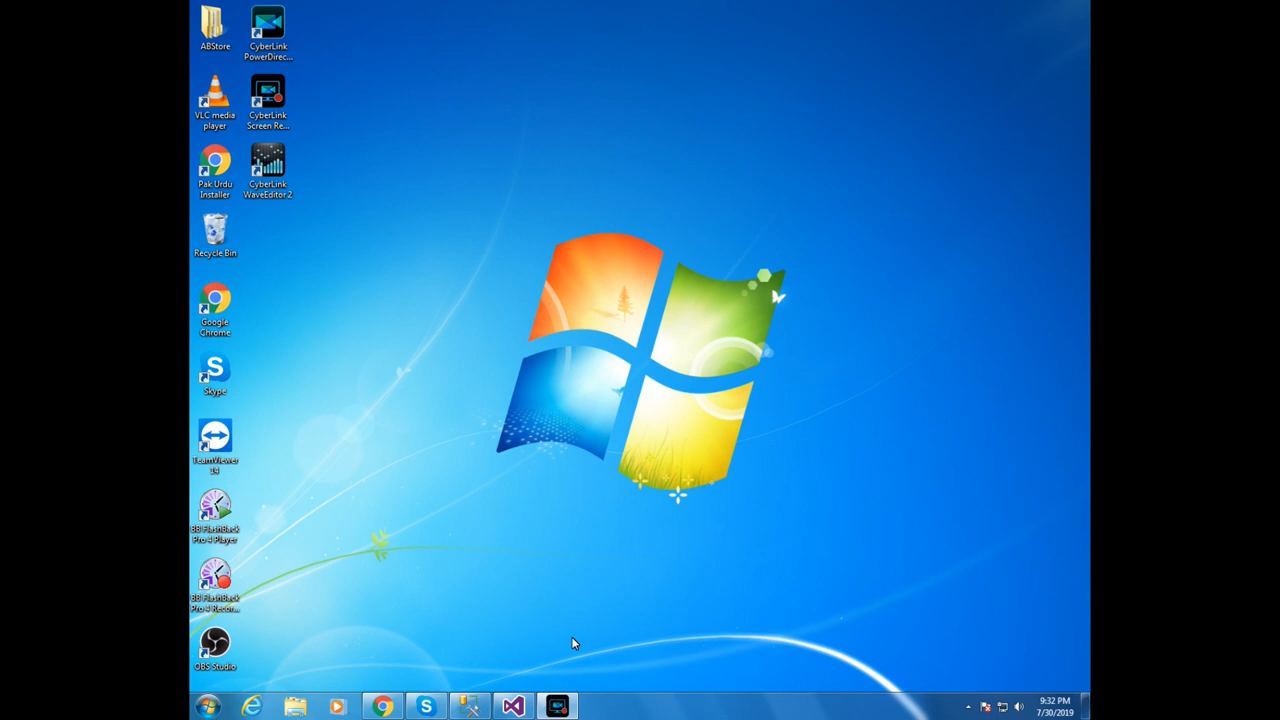 ABStore
CyberLink
PowerDirec...
VLC media
player
CyberLink
Screen Re...
Pak Urdu
Installer
CyberLink
WaveEditor 2
Recycle Bin
Google
Chrome
Skype
TeamViewer
14
BB FlashBack
Pro 4 Player
BB FlashBack
Pro 4 Recor...
OBS Studio
9:32 PM
7/30/2019